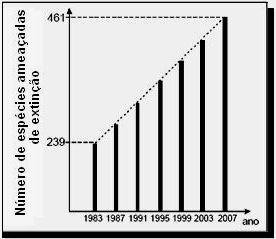 Número de espécies ameaçadas
de extinção
461
239
1983 1987 1991 1995 1999 2003 2007
ano